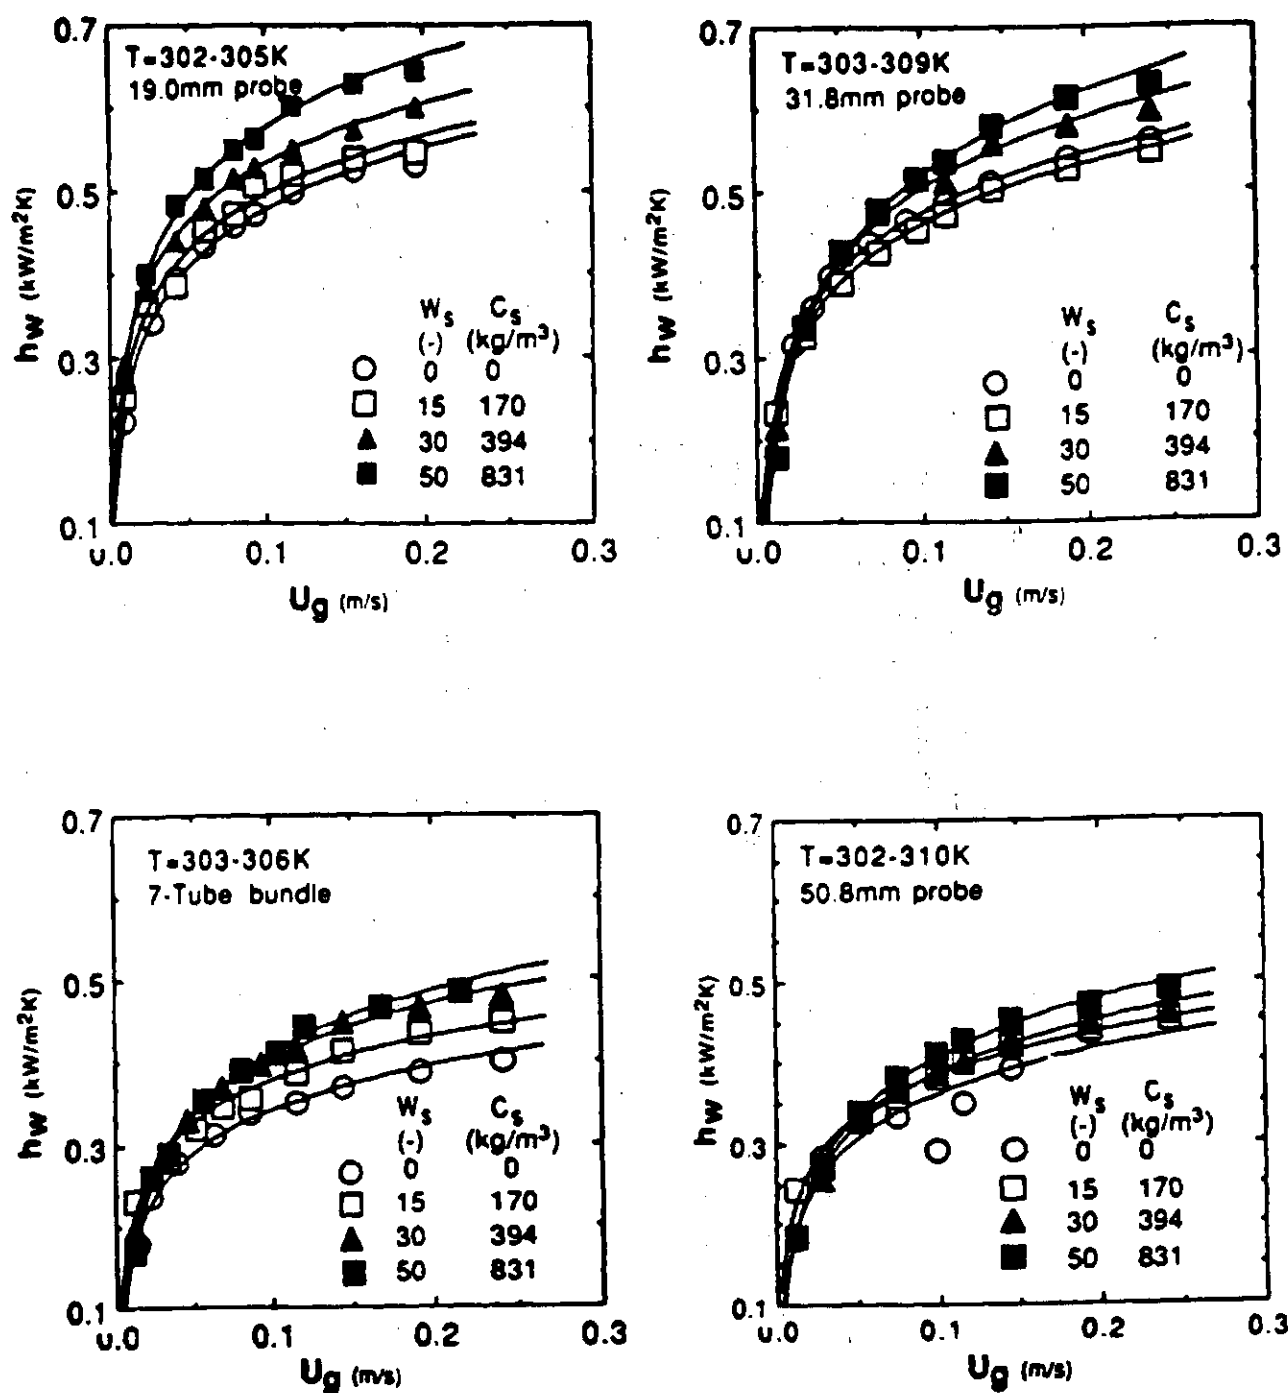 0.7
T=302-305K
19.0mm probe
0.5
hw (kW/m²K)
0.3
Ws Cs
(-) (kg/m³)
0 0
15 170
30 394
50 831
0.1
0.0 0.1 0.2 0.3
Ug (m/s)
0.7
T=303-309K
31.8mm probe
0.5
hw (kW/m²K)
0.3
Ws Cs
(-) (kg/m³)
0 0
15 170
30 394
50 831
0.1
0.0 0.1 0.2 0.3
Ug (m/s)
0.7
T=303-306K
7-Tube bundle
0.5
hw (kW/m²K)
0.3
Ws Cs
(-) (kg/m³)
0 0
15 170
30 394
50 831
0.1
0.0 0.1 0.2 0.3
Ug (m/s)
0.7
T=302-310K
50.8mm probe
0.5
hw (kW/m²K)
0.3
Ws Cs
(-) (kg/m³)
0 0
15 170
30 394
50 831
0.1
0.0 0.1 0.2 0.3
Ug (m/s)